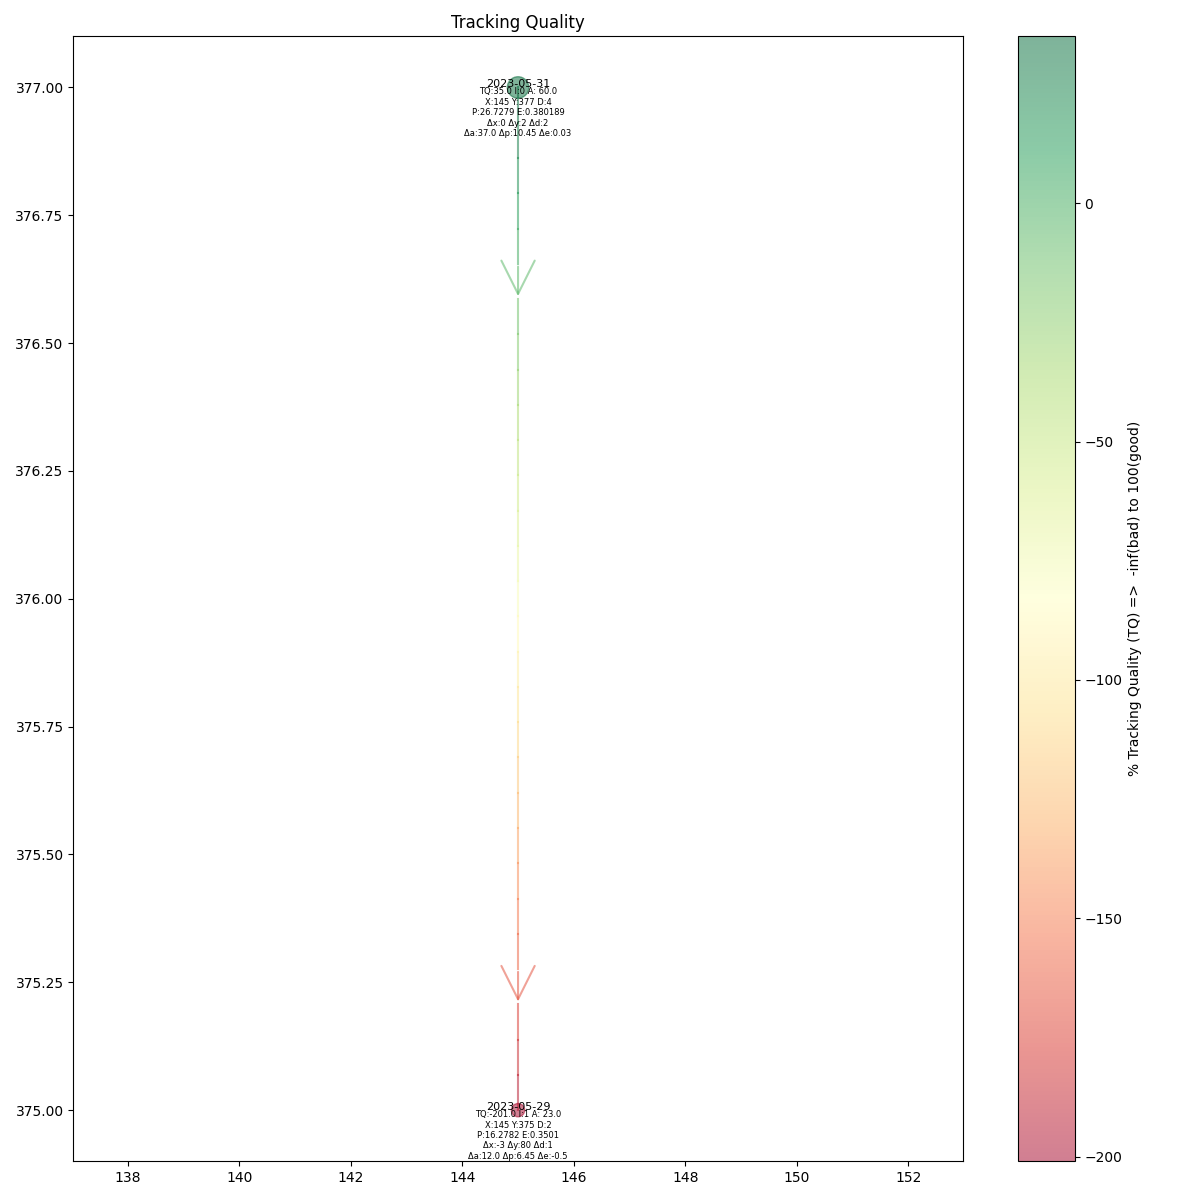 Tracking Quality
377.00
376.75
376.50
376.25
376.00
375.75
375.50
375.25
375.00
138
140
142
144
146
148
150
152
2023-05-31
TQ:35.0 I:0 A: 60.0
X:145 Y:377 D:4
P:26.7279 E:0.380189
Δx:0 Δy:2 Δd:2
Δa:37.0 Δp:10.45 Δe:0.03
2023-05-29
TQ:-201.0 I:1 A: 23.0
X:145 Y:375 D:2
P:16.2782 E:0.3501
Δx:-3 Δy:80 Δd:1
Δa:12.0 Δp:6.45 Δe:-0.5
0
−50
−100
−150
−200
% Tracking Quality (TQ) => -inf(bad) to 100(good)